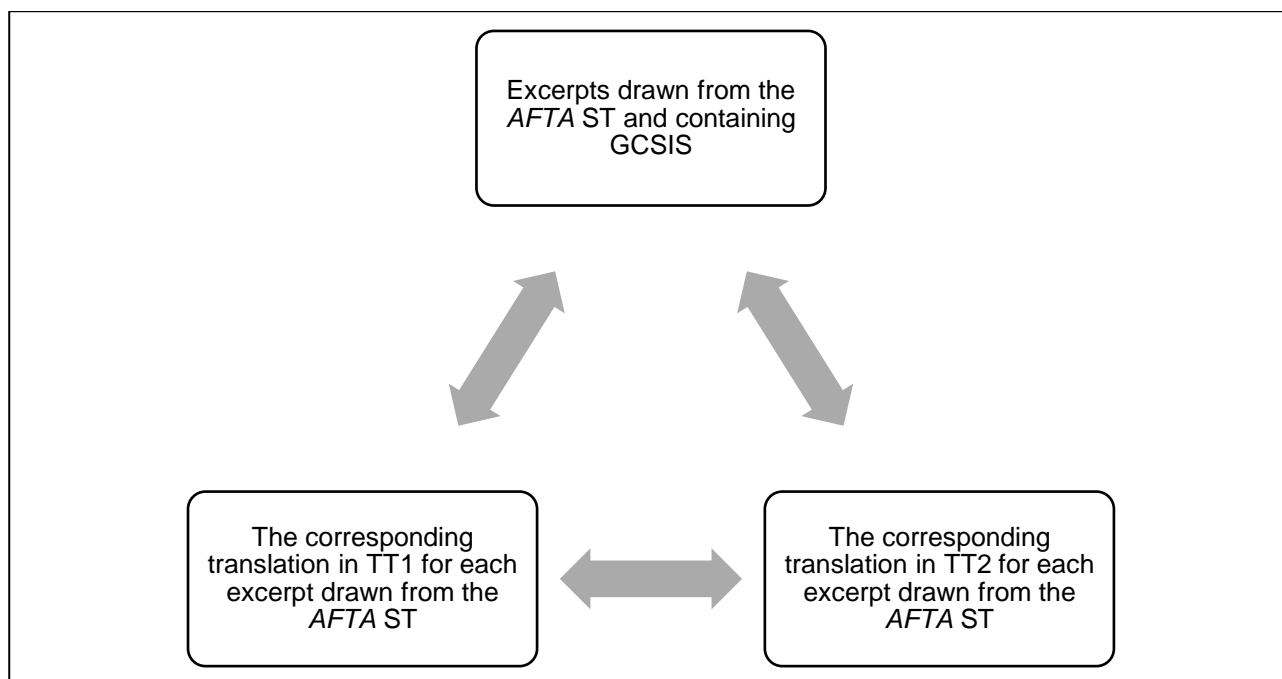 Excerpts drawn from the
AFTA ST and containing
GCSIS
The corresponding
translation in TT1 for each
excerpt drawn from the
AFTA ST
The corresponding
translation in TT2 for each
excerpt drawn from the
AFTA ST